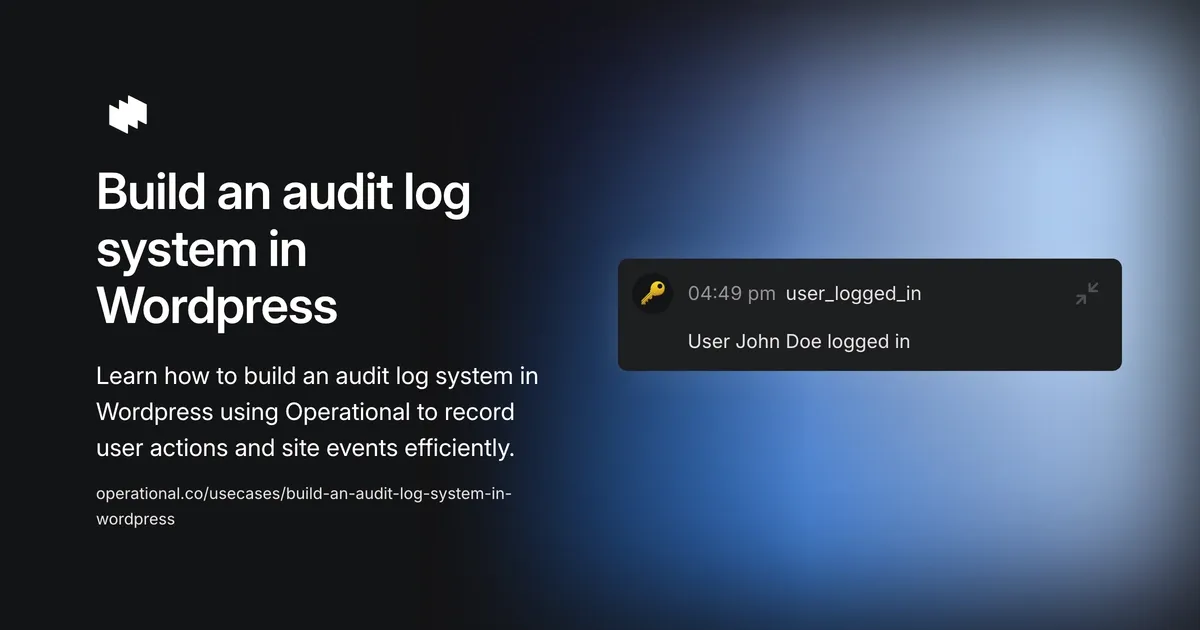 Build an audit log
system in
Wordpress
Learn how to build an audit log system in
Wordpress using Operational to record
user actions and site events efficiently.
operational.co/usecases/build-an-audit-log-system-in-
wordpress
04:49 pm user_logged_in
User John Doe logged in